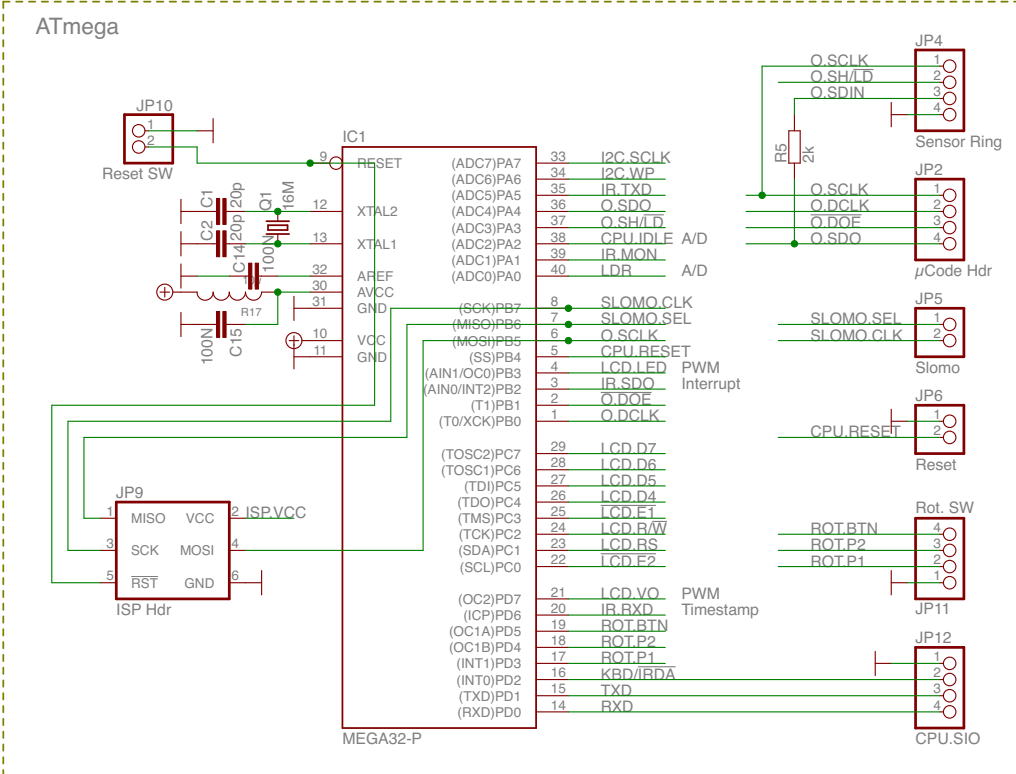 ATmega
JP10
1
2
Reset SW
IC1
9 RESET
12 XTAL2
13 XTAL1
32 AREF
30 AVCC
31 GND
10 VCC
11 GND
C1 20p
C2 20p
Q1 16M
C14 100N
R17
100N C15
(ADC7)PA7 33 I2C.SCLK
(ADC6)PA6 34 I2C.WP
(ADC5)PA5 35 IR.TXD
(ADC4)PA4 36 O.SDO
(ADC3)PA3 37 O.SH/LD
(ADC2)PA2 38 CPU.IDLE A/D
(ADC1)PA1 39 IR.MON
(ADC0)PA0 40 LDR A/D
(SCK)PB7 8 SLOMO.CLK
(MISO)PB6 7 SLOMO.SEL
(MOSI)PB5 6 O.SCLK
(SS)PB4 5 CPU.RESET
(AIN1/OC0)PB3 4 LCD.LED PWM
(AIN0/INT2)PB2 3 IR.SDO Interrupt
(T1)PB1 2 O.DOE
(T0/XCK)PB0 1 O.DCLK
(TOSC2)PC7 29 LCD.D7
(TOSC1)PC6 28 LCD.D6
(TDI)PC5 27 LCD.D5
(TDO)PC4 26 LCD.D4
(TMS)PC3 25 LCD.E1
(TCK)PC2 24 LCD.R/W
(SDA)PC1 23 LCD.RS
(SCL)PC0 22 LCD.E2
(OC2)PD7 21 LCD.VO PWM
(ICP)PD6 20 IR.RXD Timestamp
(OC1A)PD5 19 ROT.BTN
(OC1B)PD4 18 ROT.P2
(INT1)PD3 17 ROT.P1
(INT0)PD2 16 KBD/IRDA
(TXD)PD1 15 TXD
(RXD)PD0 14 RXD
MEGA32-P
JP9
1 MISO VCC 2 ISP.VCC
3 SCK MOSI 4
5 RST GND 6
ISP Hdr
JP4
O.SCLK 1
O.SH/LD 2
O.SDIN 3
4
Sensor Ring
R5 2k
JP2
O.SCLK 1
O.DCLK 2
O.DOE 3
O.SDO 4
µCode Hdr
JP5
SLOMO.SEL 1
SLOMO.CLK 2
Slomo
JP6
1
CPU.RESET 2
Reset
Rot. SW
ROT.BTN 4
ROT.P2 3
ROT.P1 2
1
JP11
JP12
1
2
3
4
CPU.SIO